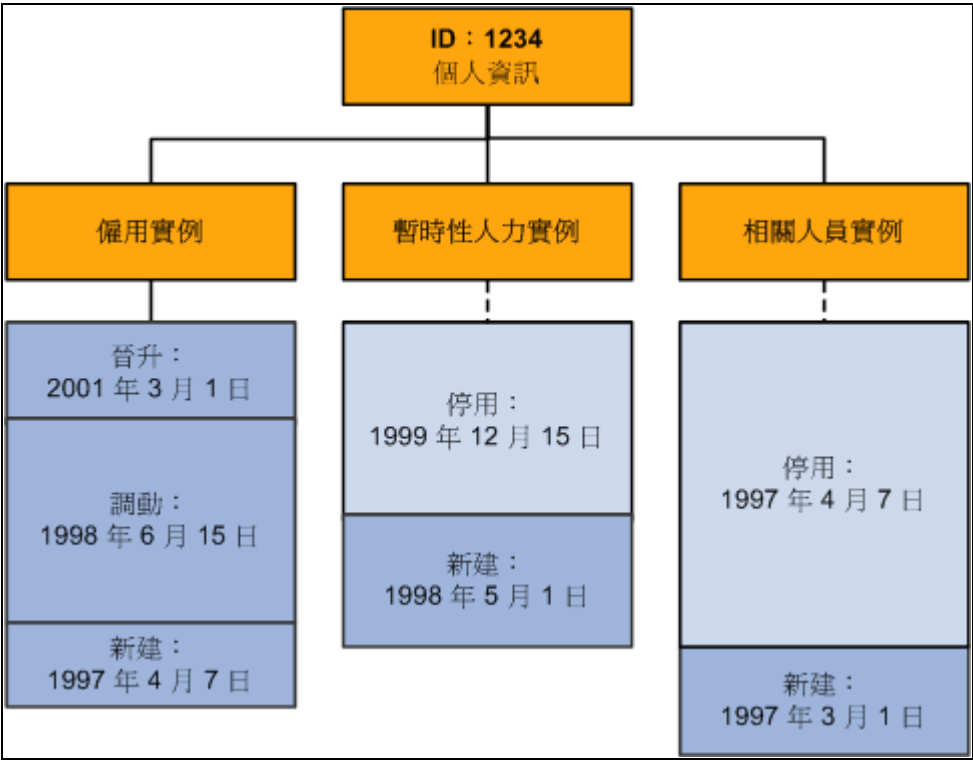 ID：1234
個人資訊
僱用實例
暫時性人力實例
相關人員實例
晉升：
2001 年 3 月 1 日
調動：
1998 年 6 月 15 日
新建：
1997 年 4 月 7 日
停用：
1999 年 12 月 15 日
新建：
1998 年 5 月 1 日
停用：
1997 年 4 月 7 日
新建：
1997 年 3 月 1 日